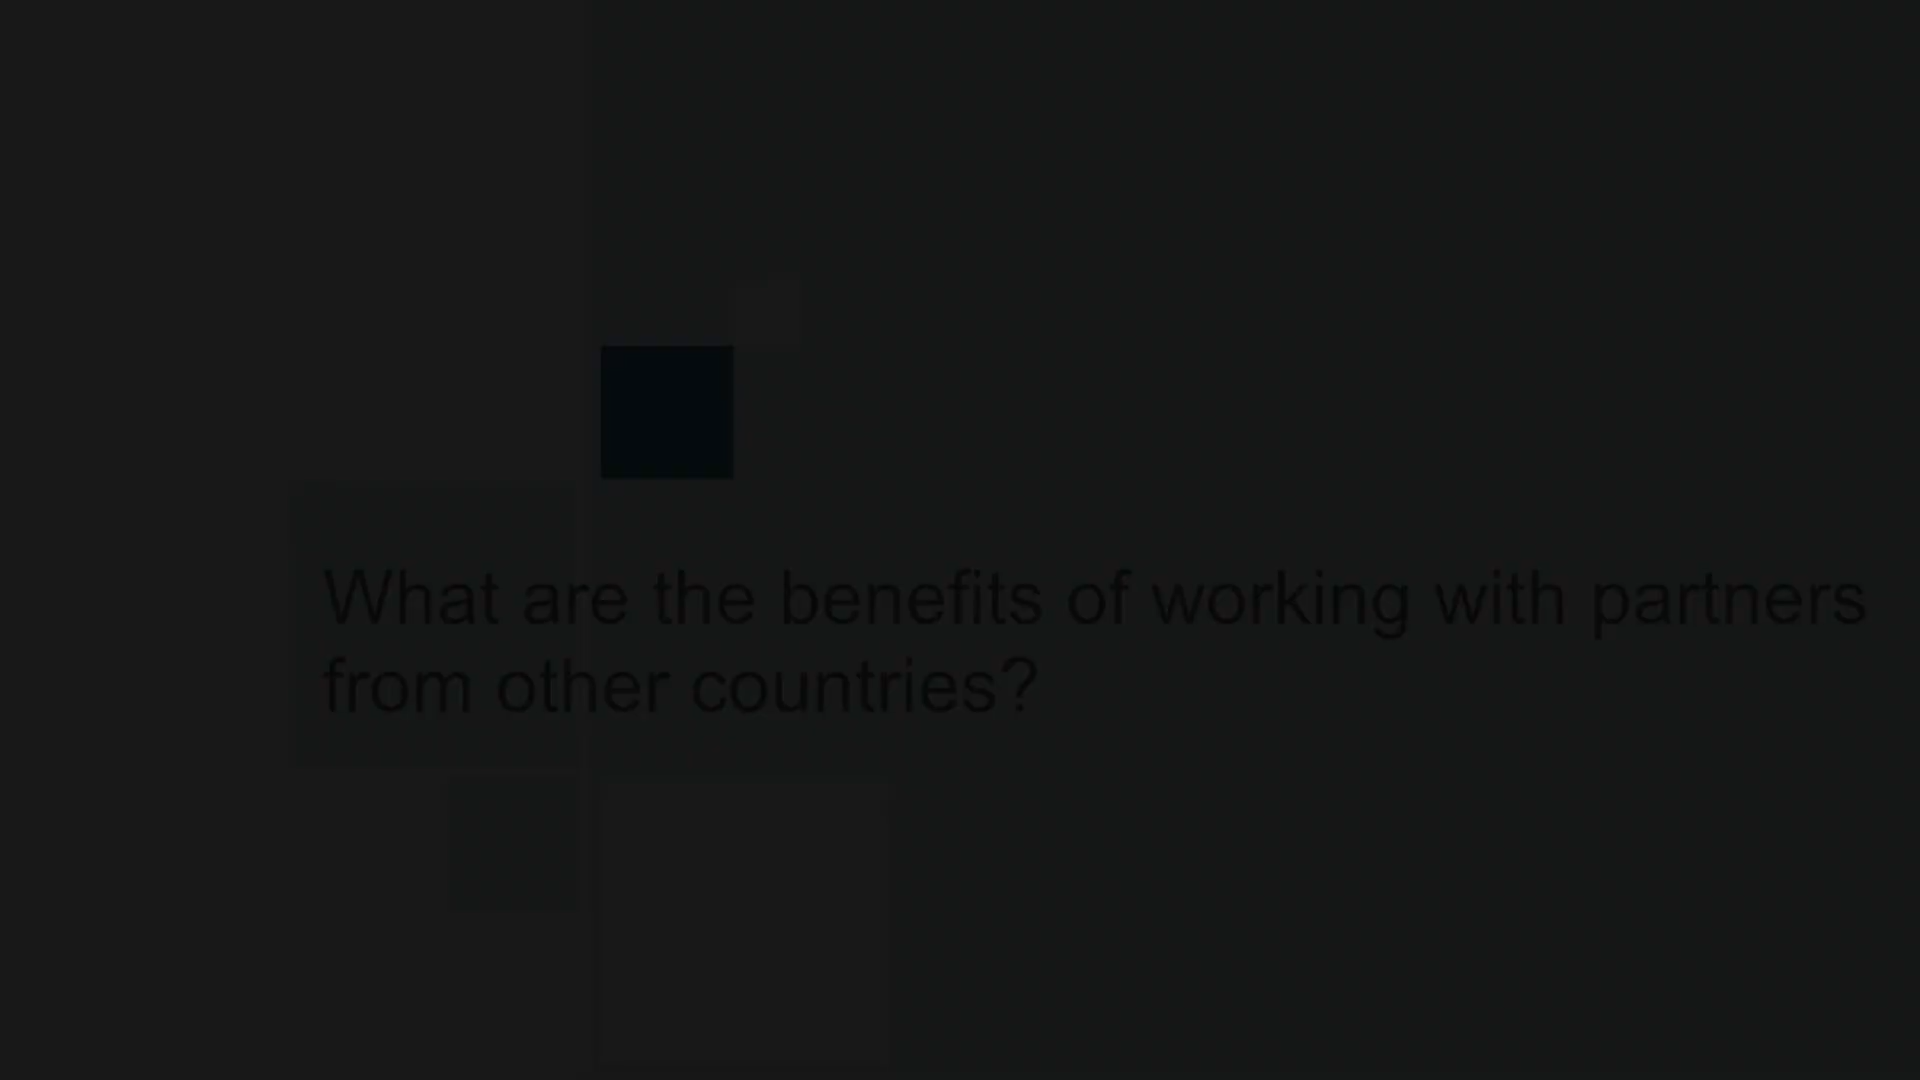 What are the benefits of working with partners
from other countries?